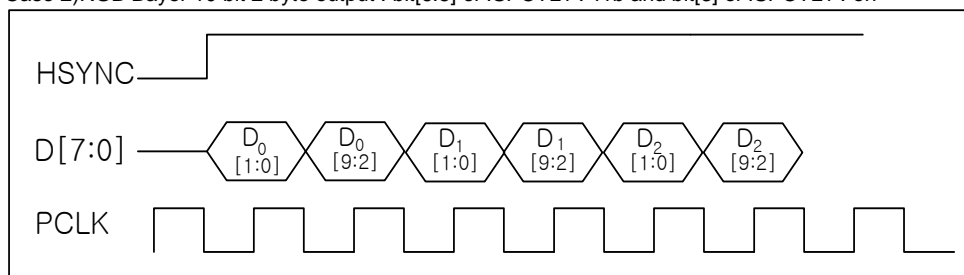 HSYNC
D[7:0]
D0 [1:0]
D0 [9:2]
D1 [1:0]
D1 [9:2]
D2 [1:0]
D2 [9:2]
PCLK